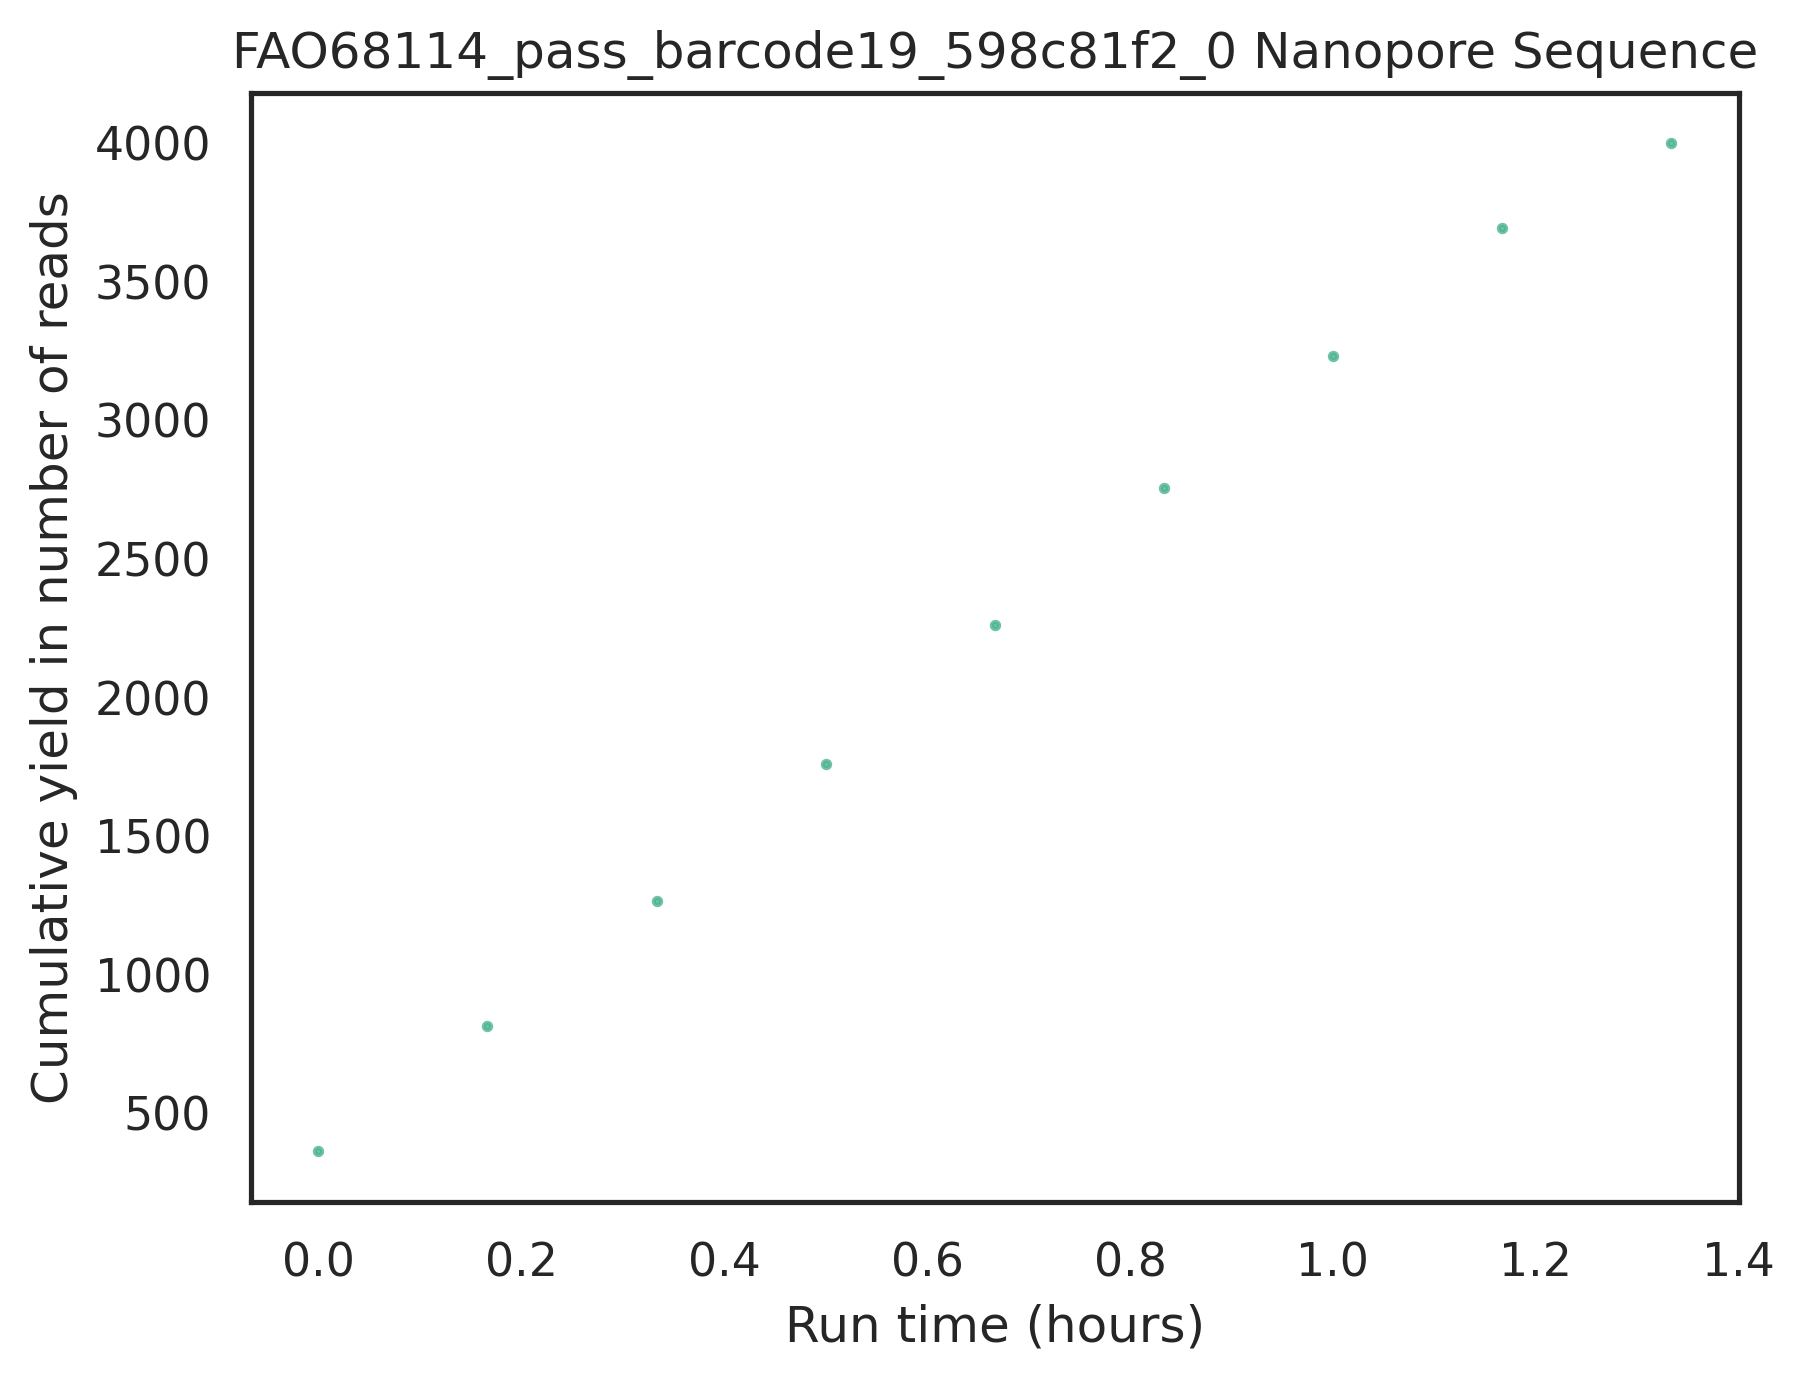 FAO68114_pass_barcode19_598c81f2_0 Nanopore Sequence
Cumulative yield in number of reads
4000
3500
3000
2500
2000
1500
1000
500
0.0 0.2 0.4 0.6 0.8 1.0 1.2 1.4
Run time (hours)